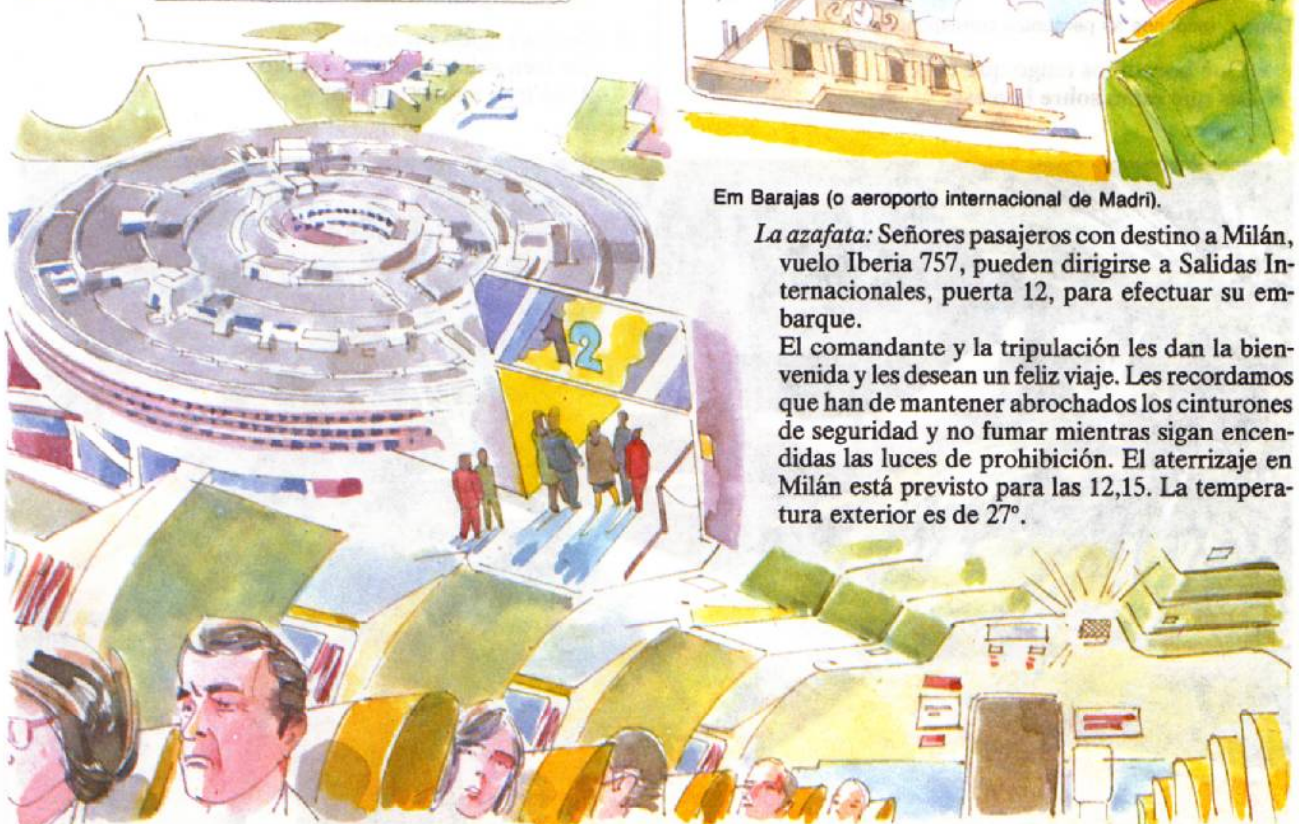 Em Barajas (o aeroporto internacional de Madri).
La azafata: Señores pasajeros con destino a Milán,
vuelo Iberia 757, pueden dirigirse a Salidas In-
ternacionales, puerta 12, para efectuar su em-
barque.
El comandante y la tripulación les dan la bien-
venida y les desean un feliz viaje. Les recordamos
que han de mantener abrochados los cinturones
de seguridad y no fumar mientras sigan encen-
didas las luces de prohibición. El aterrizaje en
Milán está previsto para las 12,15. La tempera-
tura exterior es de 27º.
2